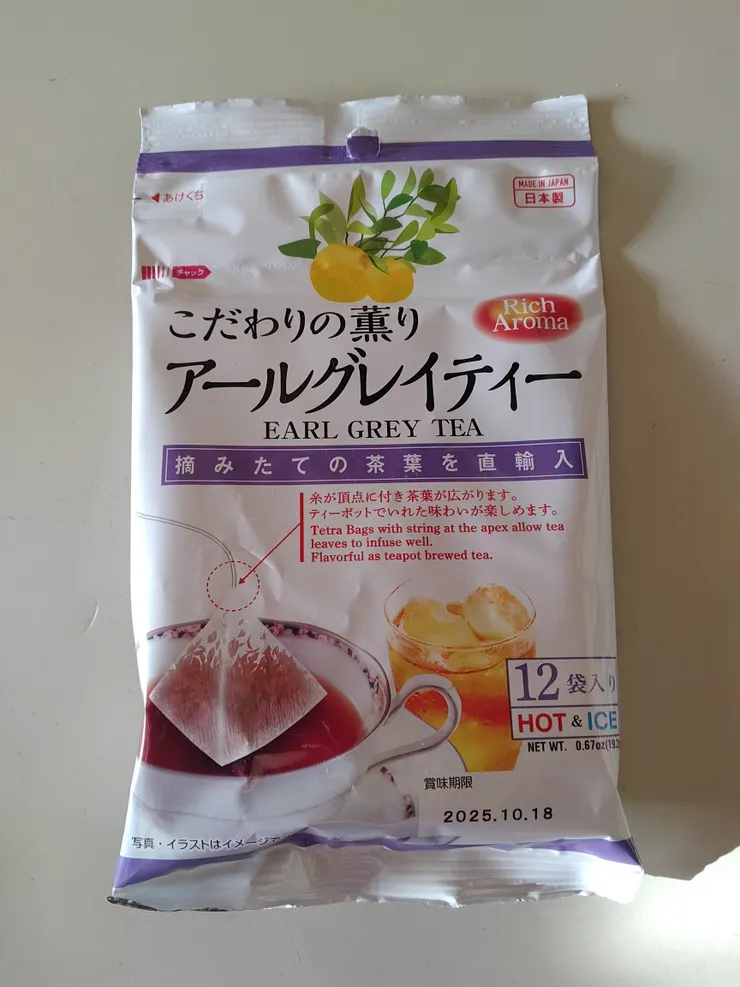 ◀あけくち
MADE IN JAPAN
日本製
チャック
Rich
Aroma
こだわりの薫り
アールグレイティー
EARL GREY TEA
摘みたての茶葉を直輸入
糸が頂点に付き茶葉が広がります。
ティーポットでいれた味わいが楽しめます。
Tetra Bags with string at the apex allow tea
leaves to infuse well.
Flavorful as teapot brewed tea.
12袋入り
HOT & ICE
NET WT. 0.67oz
賞味期限
2025.10.18
写真・イラストはイメージで